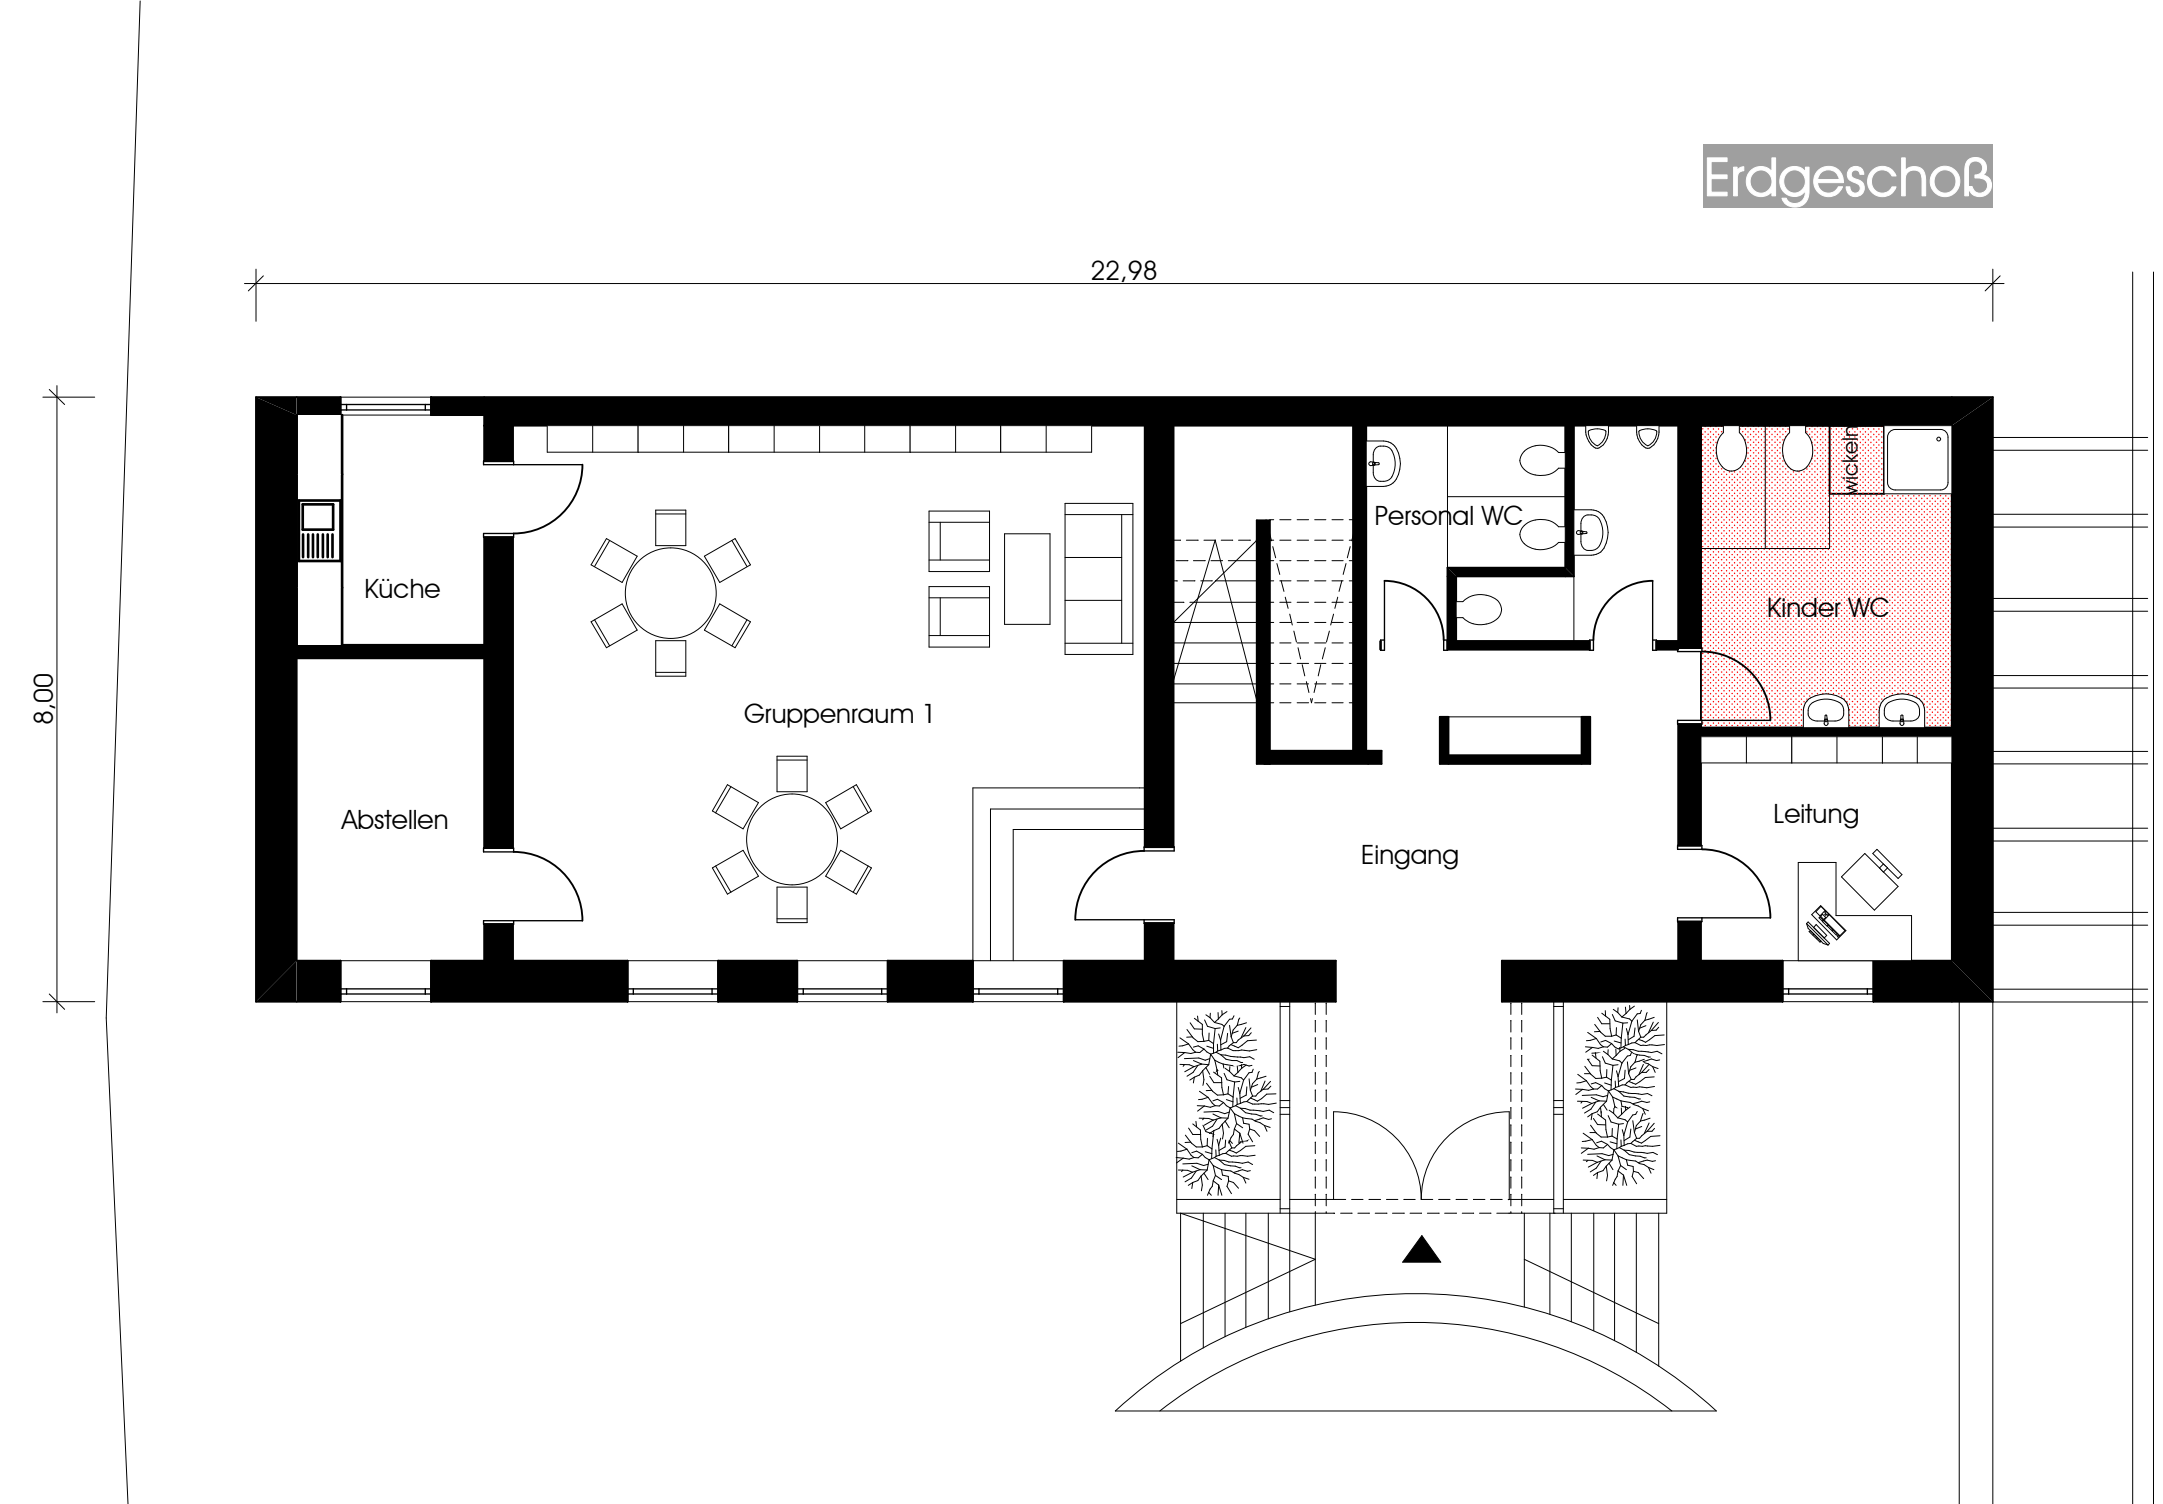 Erdgeschoß
22,98
8,00
wickeln
Personal WC
Küche
Kinder WC
Gruppenraum 1
Abstellen
Leitung
Eingang